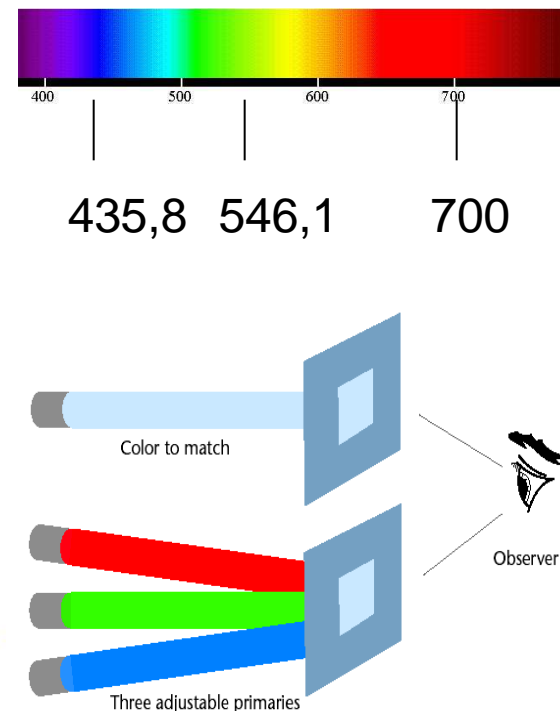 400 500 600 700
435,8 546,1 700
Color to match
Observer
Three adjustable primaries